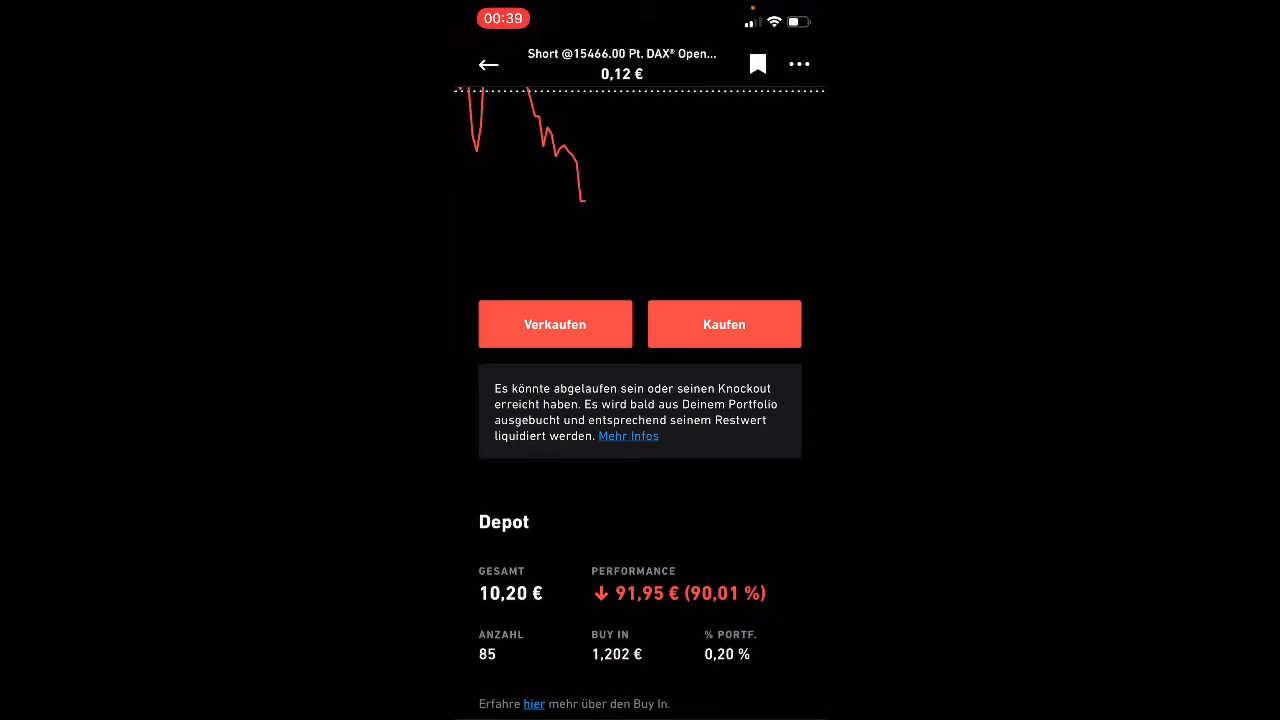 00:39
Short @15466.00 Pt. DAX® Open...
0,12 €
Verkaufen
Kaufen
Es könnte abgelaufen sein oder seinen Knockout
erreicht haben. Es wird bald aus Deinem Portfolio
ausgebucht und entsprechend seinem Restwert
liquidiert werden. Mehr Infos
Depot
GESAMT
PERFORMANCE
10,20 €
91,95 € (90,01 %)
ANZAHL
BUY IN
% PORTF.
85
1,202 €
0,20 %
Erfahre hier mehr über den Buy In.